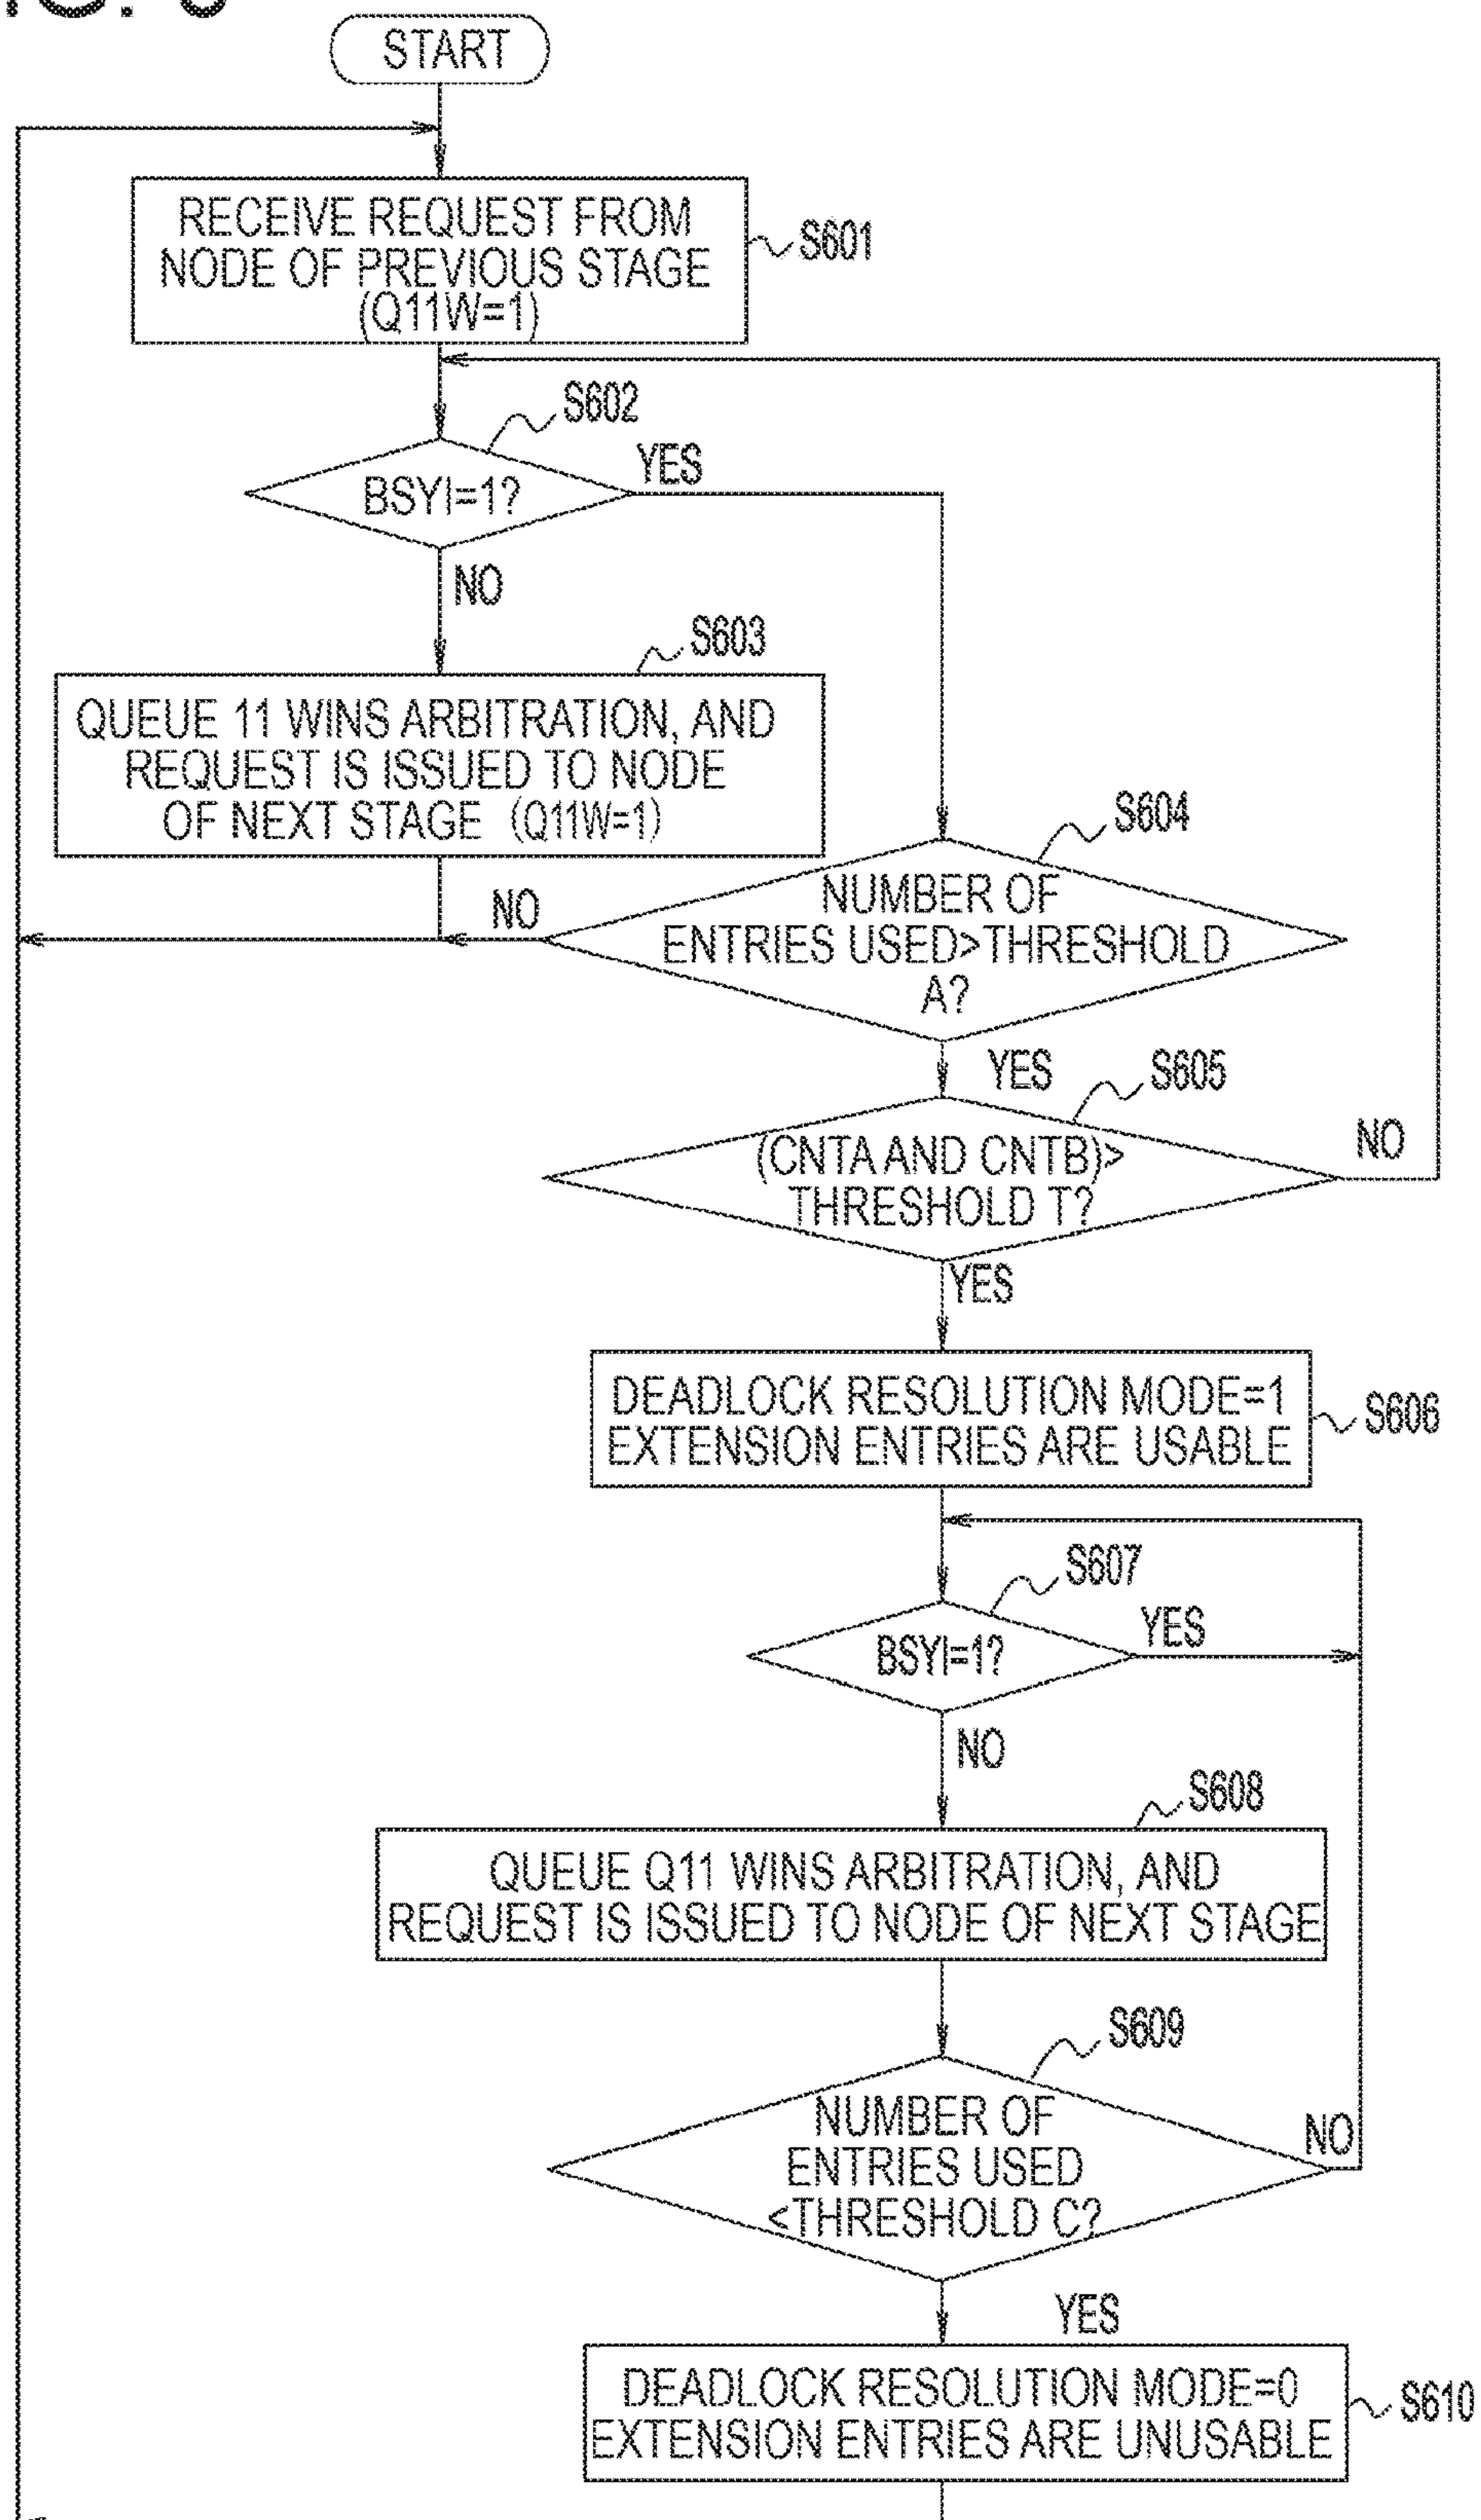 START
RECEIVE REQUEST FROM
NODE OF PREVIOUS STAGE
(Q11W=1)
S601
S602
BSYI=1?
YES
NO
S603
QUEUE 11 WINS ARBITRATION, AND
REQUEST IS ISSUED TO NODE
OF NEXT STAGE (Q11W=1)
S604
NUMBER OF
ENTRIES USED>THRESHOLD
A?
NO
YES
S605
(CNTA AND CNTB)>
THRESHOLD T?
NO
YES
DEADLOCK RESOLUTION MODE=1
EXTENSION ENTRIES ARE USABLE
S606
S607
BSYI=1?
YES
NO
S608
QUEUE Q11 WINS ARBITRATION, AND
REQUEST IS ISSUED TO NODE OF NEXT STAGE
S609
NUMBER OF
ENTRIES USED
<THRESHOLD C?
NO
YES
DEADLOCK RESOLUTION MODE=0
EXTENSION ENTRIES ARE UNUSABLE
S610